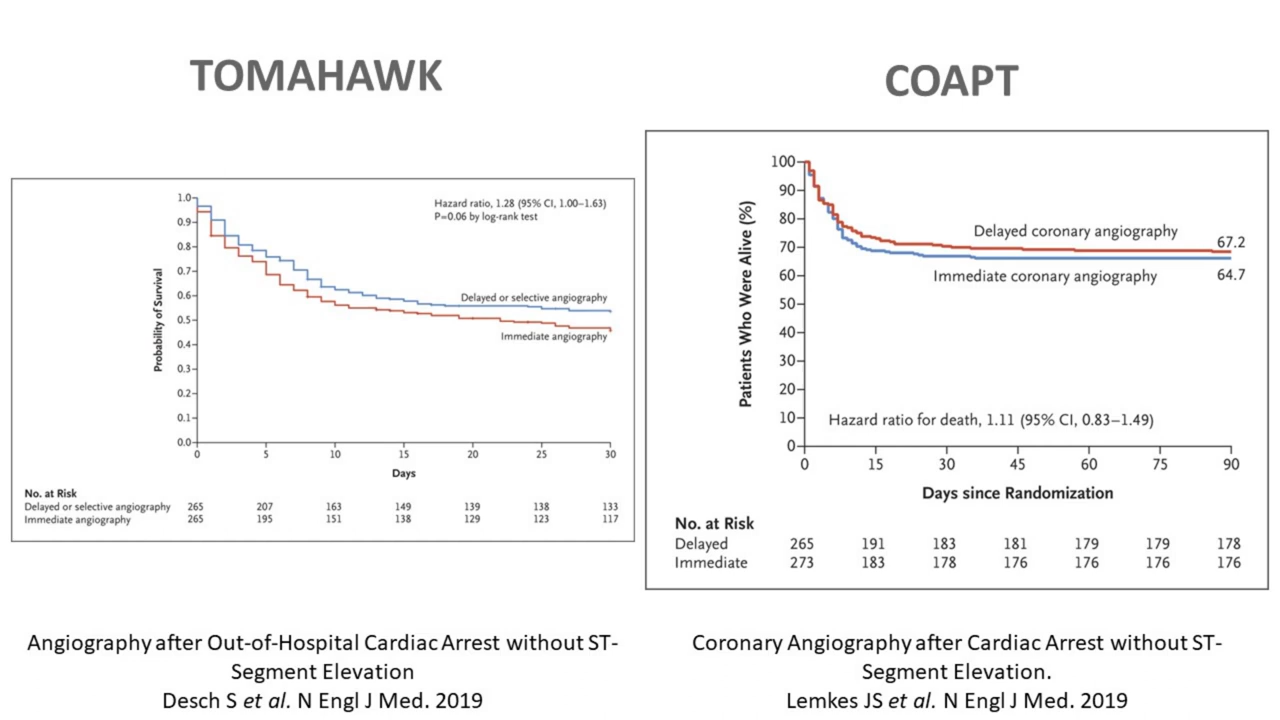 TOMAHAWK
1.0
0.9
0.8
0.7
0.6
0.5
0.4
0.3
0.2
0.1
0.0
Probability of Survival
Hazard ratio, 1.28 (95% CI, 1.00–1.63)
P=0.06 by log-rank test
Delayed or selective angiography
Immediate angiography
0 5 10 15 20 25 30
Days
No. at Risk
Delayed or selective angiography 265 207 163 149 139 138 133
Immediate angiography 265 195 151 138 129 123 117
Angiography after Out-of-Hospital Cardiac Arrest without ST-
Segment Elevation
Desch S et al. N Engl J Med. 2019
COAPT
100
90
80
70
60
50
40
30
20
10
0
Patients Who Were Alive (%)
Delayed coronary angiography
67.2
Immediate coronary angiography
64.7
Hazard ratio for death, 1.11 (95% CI, 0.83–1.49)
0 15 30 45 60 75 90
Days since Randomization
No. at Risk
Delayed 265 191 183 181 179 179 178
Immediate 273 183 178 176 176 176 176
Coronary Angiography after Cardiac Arrest without ST-
Segment Elevation.
Lemkes JS et al. N Engl J Med. 2019